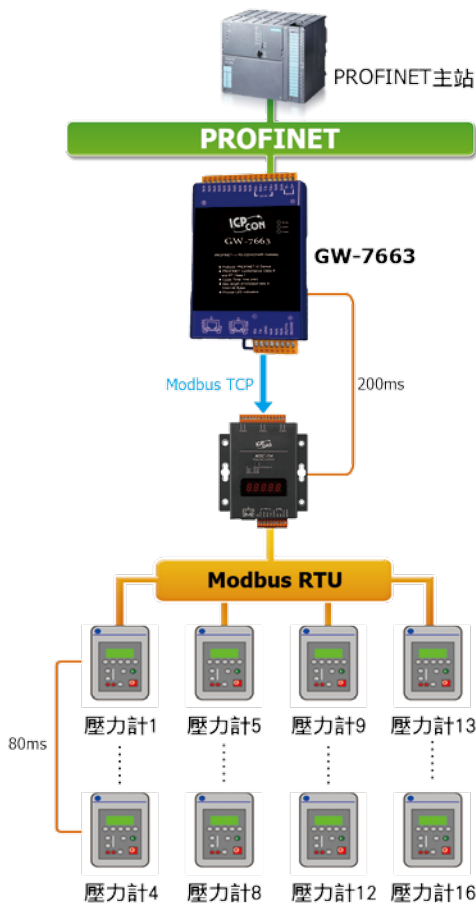 PROFINET主站
PROFINET
ICP CON
GW-7663
GW-7663
Modbus TCP
200ms
Modbus RTU
壓力計1
壓力計5
壓力計9
壓力計13
80ms
壓力計4
壓力計8
壓力計12
壓力計16